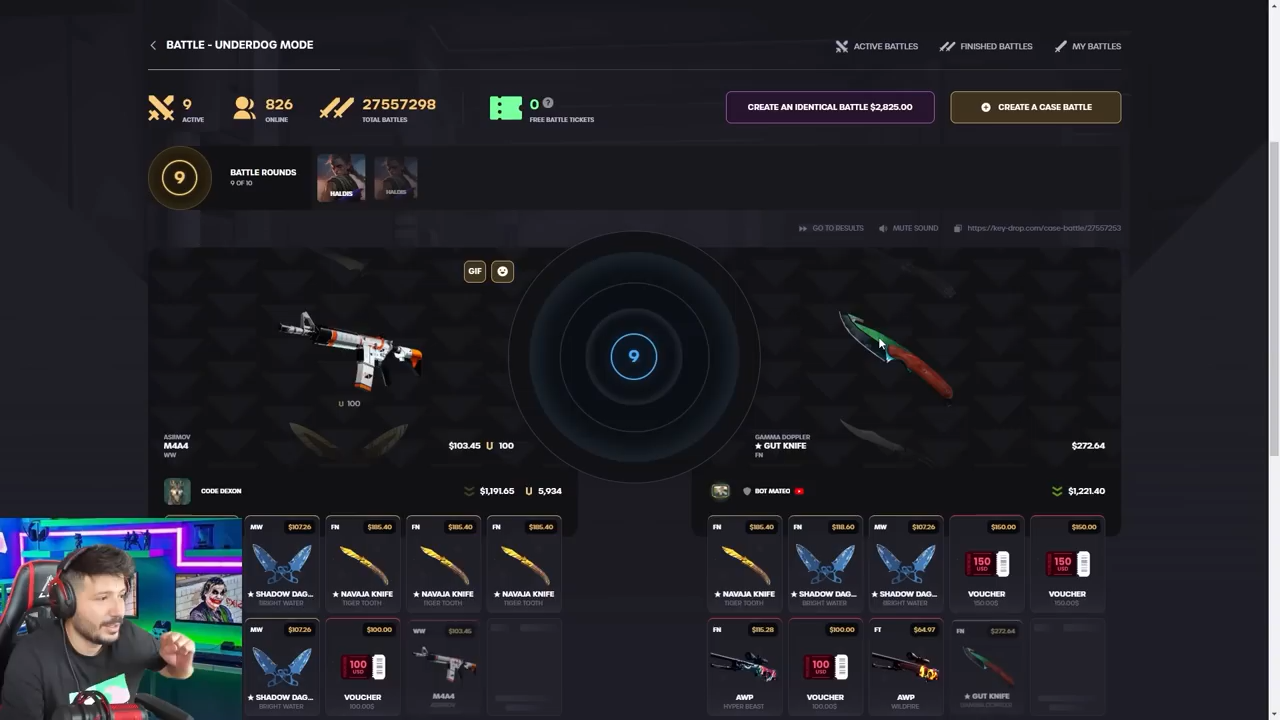 BATTLE - UNDERDOG MODE
ACTIVE BATTLES
FINISHED BATTLES
MY BATTLES
9
ACTIVE
826
ONLINE
27557298
TOTAL BATTLES
0
?
FREE BATTLE TICKETS
CREATE AN IDENTICAL BATTLE $2,825.00
CREATE A CASE BATTLE
9
BATTLE ROUNDS
9 OF 10
HALDIS
HALDIS
GO TO RESULTS
MUTE SOUND
https://key-drop.com/case-battle/27557253
GIF
9
U 100
ASIIMOV
M4A4
WW
$103.45 U 100
GAMMA DOPPLER
★ GUT KNIFE
FN
$272.64
CODE DEXON
$1,191.65 U 5,934
BOT MATEO
$1,221.40
MW $107.26
FN $185.40
FN $185.40
FN $185.40
FN $185.40
FN $118.60
MW $107.26
$150.00
$150.00
150 USD
150 USD
★ SHADOW DAG...
BRIGHT WATER
★ NAVAJA KNIFE
TIGER TOOTH
★ NAVAJA KNIFE
TIGER TOOTH
★ NAVAJA KNIFE
TIGER TOOTH
★ NAVAJA KNIFE
TIGER TOOTH
★ SHADOW DAG...
BRIGHT WATER
★ SHADOW DAG...
BRIGHT WATER
VOUCHER
150.00$
VOUCHER
150.00$
MW $107.26
$100.00
WW $103.45
FN $115.28
$100.00
FT $64.97
FN $272.64
100 USD
100 USD
★ SHADOW DAG...
BRIGHT WATER
VOUCHER
100.00$
M4A4
ASIIMOV
AWP
HYPER BEAST
VOUCHER
100.00$
AWP
WILDFIRE
★ GUT KNIFE
GAMMA DOPPLER